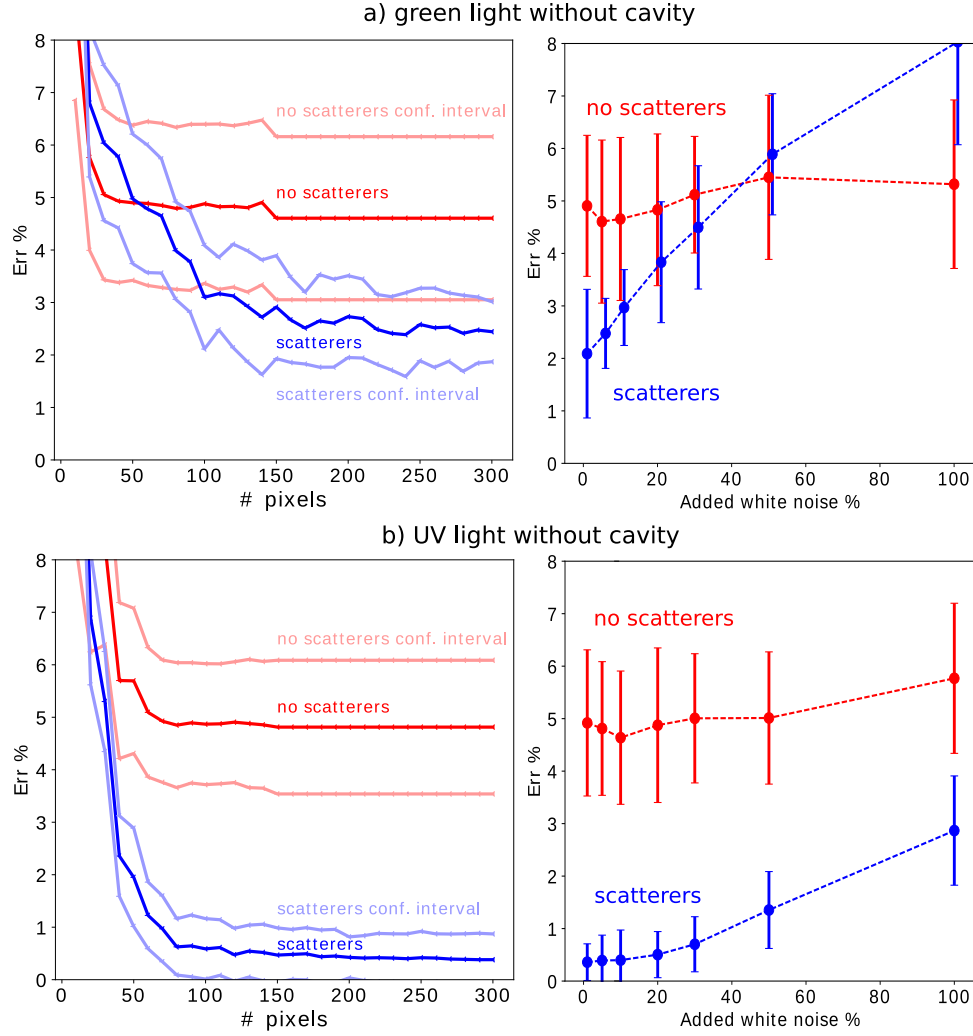 a) green light without cavity
8
7
6
5
4
3
2
1
0
Err %
no scatterers conf. interval
no scatterers
scatterers
scatterers conf. interval
0 50 100 150 200 250 300
# pixels
8
7
6
5
4
3
2
1
0
Err %
no scatterers
scatterers
0 20 40 60 80 100
Added white noise %
b) UV light without cavity
8
7
6
5
4
3
2
1
0
Err %
no scatterers conf. interval
no scatterers
scatterers conf. interval
scatterers
0 50 100 150 200 250 300
# pixels
8
7
6
5
4
3
2
1
0
Err %
no scatterers
scatterers
0 20 40 60 80 100
Added white noise %